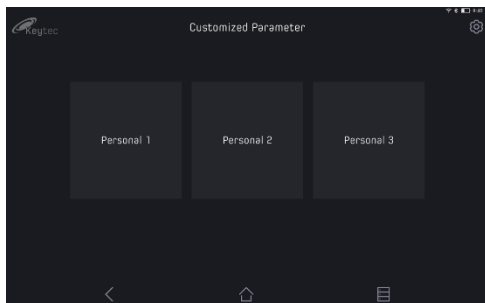 Keytec
Customized Parameter
Personal 1
Personal 2
Personal 3